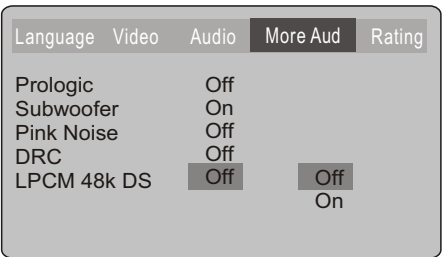 Language Video Audio More Aud Rating
Prologic Off
Subwoofer On
Pink Noise Off
DRC Off
LPCM 48k DS Off Off
On